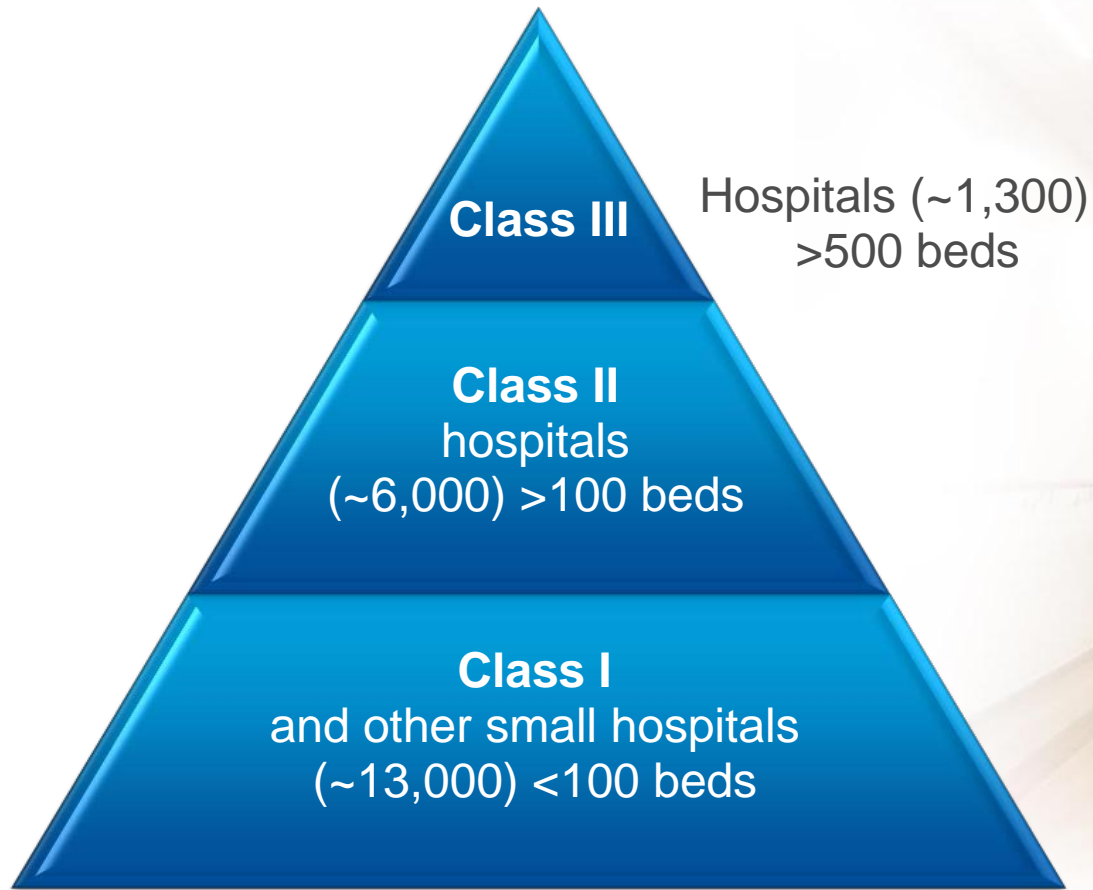 Class III
Hospitals (~1,300)
>500 beds
Class II
hospitals
(~6,000) >100 beds
Class I
and other small hospitals
(~13,000) <100 beds